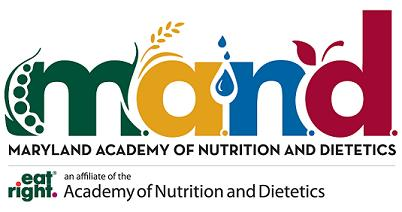 m.a.n.d.
MARYLAND ACADEMY OF NUTRITION AND DIETETICS
eat right.® an affiliate of the
Academy of Nutrition and Dietetics